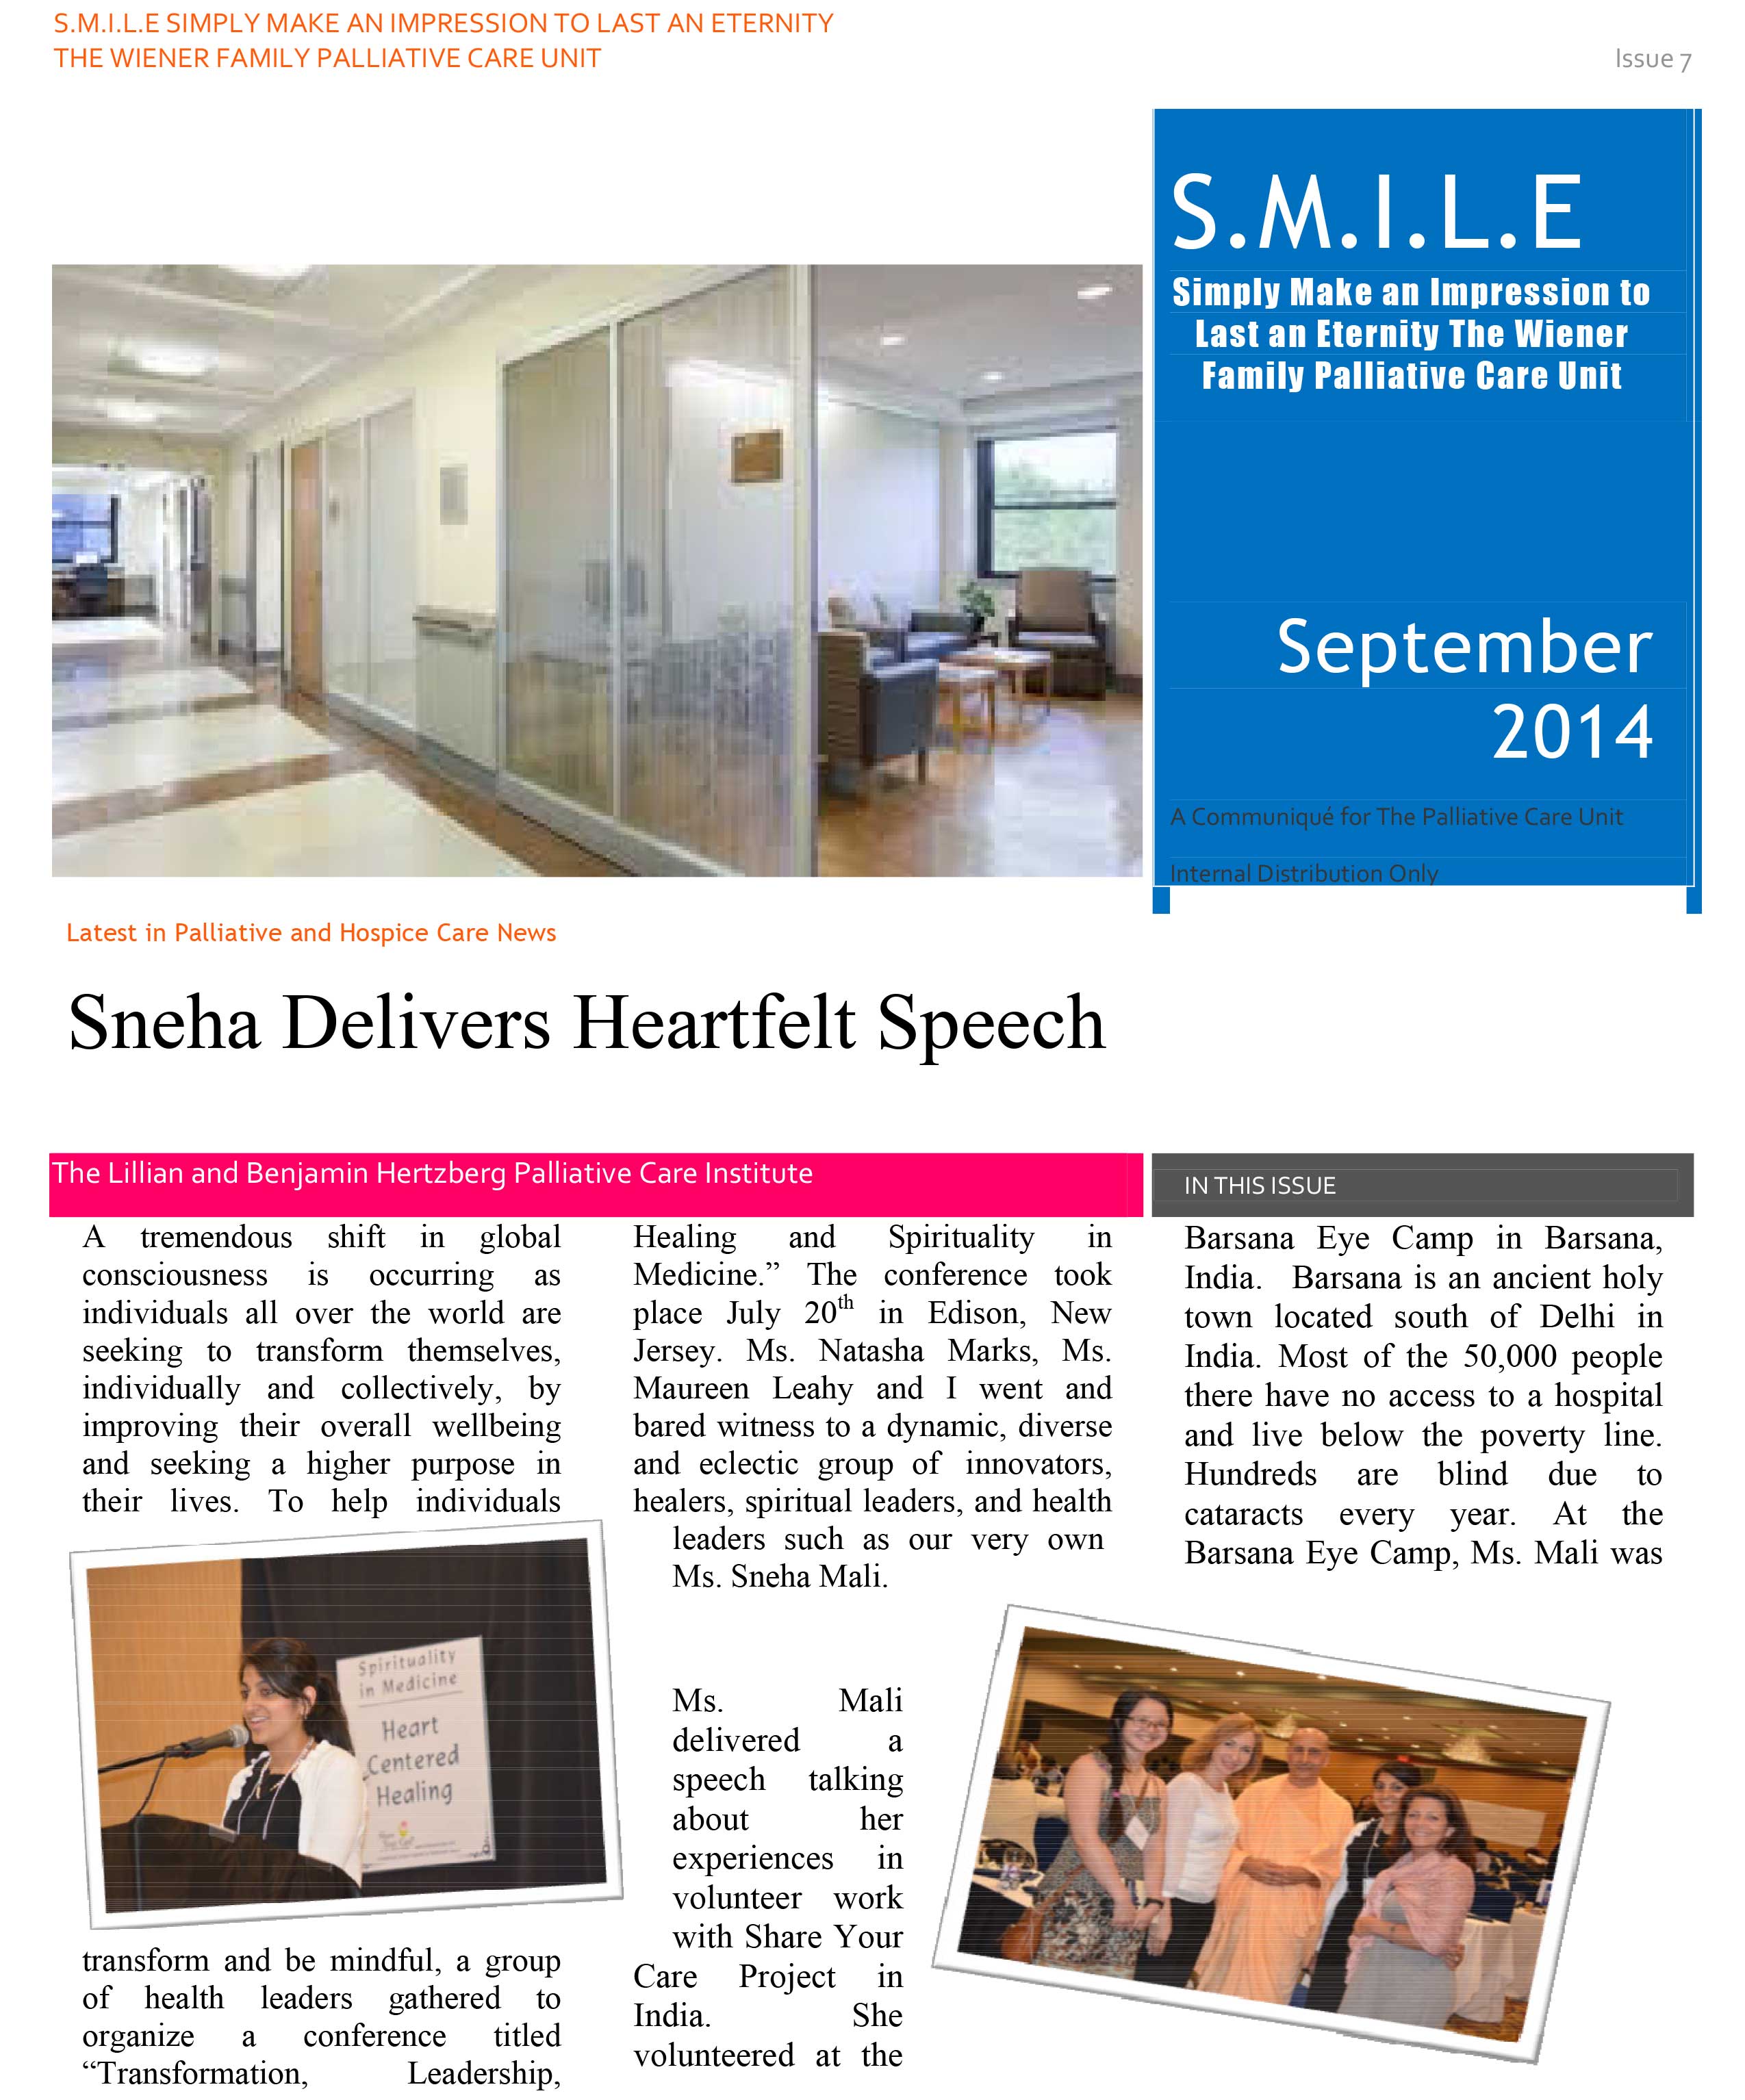 S.M.I.L.E SIMPLY MAKE AN IMPRESSION TO LAST AN ETERNITY
THE WIENER FAMILY PALLIATIVE CARE UNIT
Issue 7
S.M.I.L.E
Simply Make an Impression to
Last an Eternity The Wiener
Family Palliative Care Unit
September
2014
A Communiqué for The Palliative Care Unit
Internal Distribution Only
Latest in Palliative and Hospice Care News
Sneha Delivers Heartfelt Speech
The Lillian and Benjamin Hertzberg Palliative Care Institute
A tremendous shift in global
consciousness is occurring as
individuals all over the world are
seeking to transform themselves,
individually and collectively, by
improving their overall wellbeing
and seeking a higher purpose in
their lives. To help individuals
Spirituality
in Medicine
Heart
Centered
Healing
transform and be mindful, a group
of health leaders gathered to
organize a conference titled
“Transformation, Leadership,
Healing and Spirituality in
Medicine.” The conference took
place July 20th in Edison, New
Jersey. Ms. Natasha Marks, Ms.
Maureen Leahy and I went and
bared witness to a dynamic, diverse
and eclectic group of innovators,
healers, spiritual leaders, and health
leaders such as our very own
Ms. Sneha Mali.
Ms. Mali
delivered a
speech talking
about her
experiences in
volunteer work
with Share Your
Care Project in
India. She
volunteered at the
IN THIS ISSUE
Barsana Eye Camp in Barsana,
India. Barsana is an ancient holy
town located south of Delhi in
India. Most of the 50,000 people
there have no access to a hospital
and live below the poverty line.
Hundreds are blind due to
cataracts every year. At the
Barsana Eye Camp, Ms. Mali was